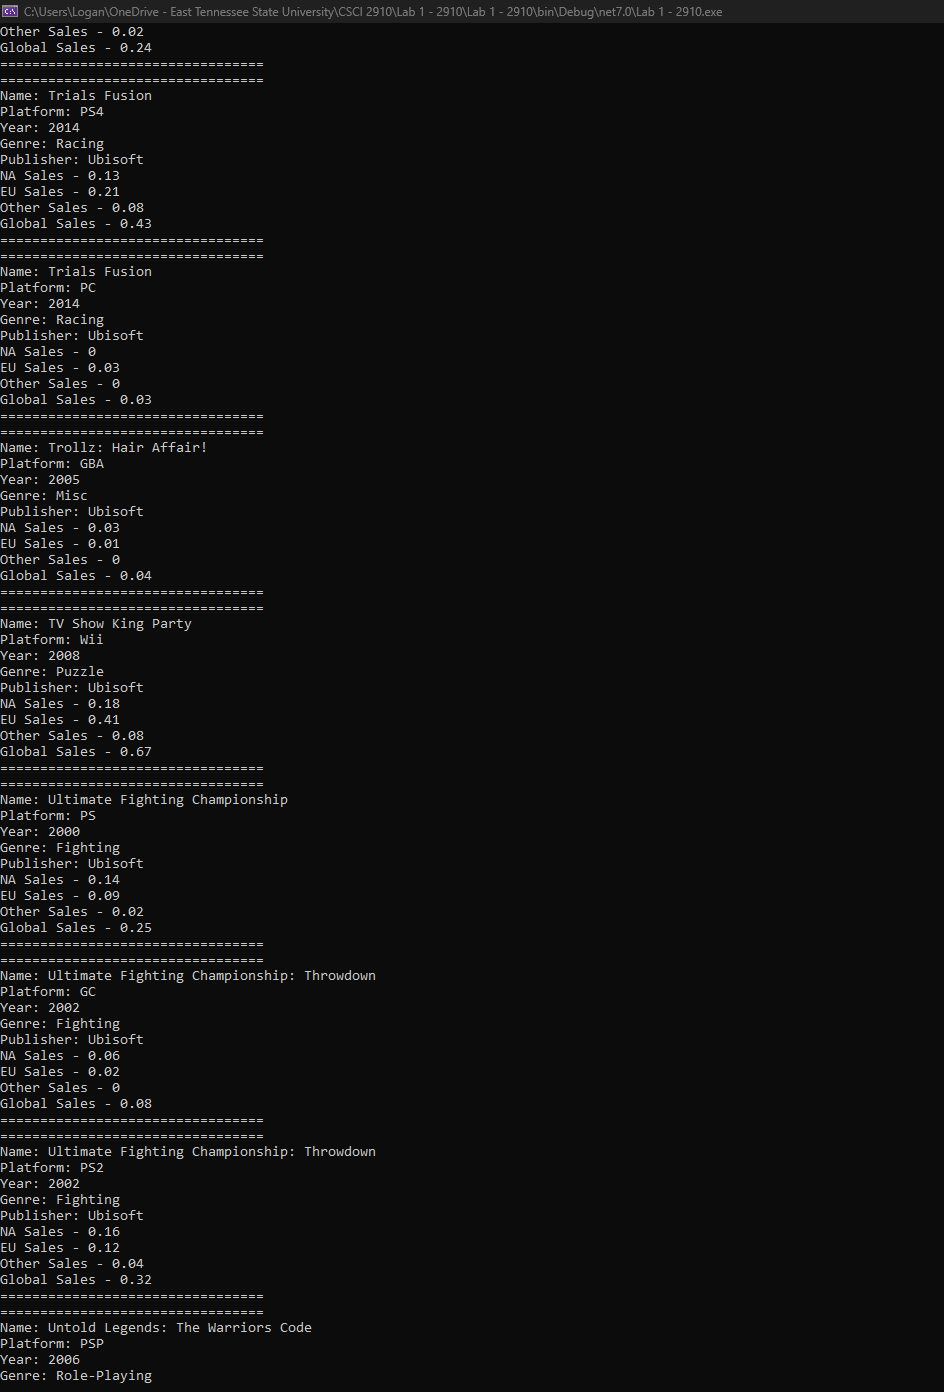 C:\Users\Logan\OneDrive - East Tennessee State University\CSCI 2910\Lab 1 - 2910\Lab 1 - 2910\bin\Debug\net7.0\Lab 1 - 2910.exe
Other Sales - 0.02
Global Sales - 0.24
=================================
=================================
Name: Trials Fusion
Platform: PS4
Year: 2014
Genre: Racing
Publisher: Ubisoft
NA Sales - 0.13
EU Sales - 0.21
Other Sales - 0.08
Global Sales - 0.43
=================================
=================================
Name: Trials Fusion
Platform: PC
Year: 2014
Genre: Racing
Publisher: Ubisoft
NA Sales - 0
EU Sales - 0.03
Other Sales - 0
Global Sales - 0.03
=================================
=================================
Name: Trollz: Hair Affair!
Platform: GBA
Year: 2005
Genre: Misc
Publisher: Ubisoft
NA Sales - 0.03
EU Sales - 0.01
Other Sales - 0
Global Sales - 0.04
=================================
=================================
Name: TV Show King Party
Platform: Wii
Year: 2008
Genre: Puzzle
Publisher: Ubisoft
NA Sales - 0.18
EU Sales - 0.41
Other Sales - 0.08
Global Sales - 0.67
=================================
=================================
Name: Ultimate Fighting Championship
Platform: PS
Year: 2000
Genre: Fighting
Publisher: Ubisoft
NA Sales - 0.14
EU Sales - 0.09
Other Sales - 0.02
Global Sales - 0.25
=================================
=================================
Name: Ultimate Fighting Championship: Throwdown
Platform: GC
Year: 2002
Genre: Fighting
Publisher: Ubisoft
NA Sales - 0.06
EU Sales - 0.02
Other Sales - 0
Global Sales - 0.08
=================================
=================================
Name: Ultimate Fighting Championship: Throwdown
Platform: PS2
Year: 2002
Genre: Fighting
Publisher: Ubisoft
NA Sales - 0.16
EU Sales - 0.12
Other Sales - 0.04
Global Sales - 0.32
=================================
=================================
Name: Untold Legends: The Warriors Code
Platform: PSP
Year: 2006
Genre: Role-Playing